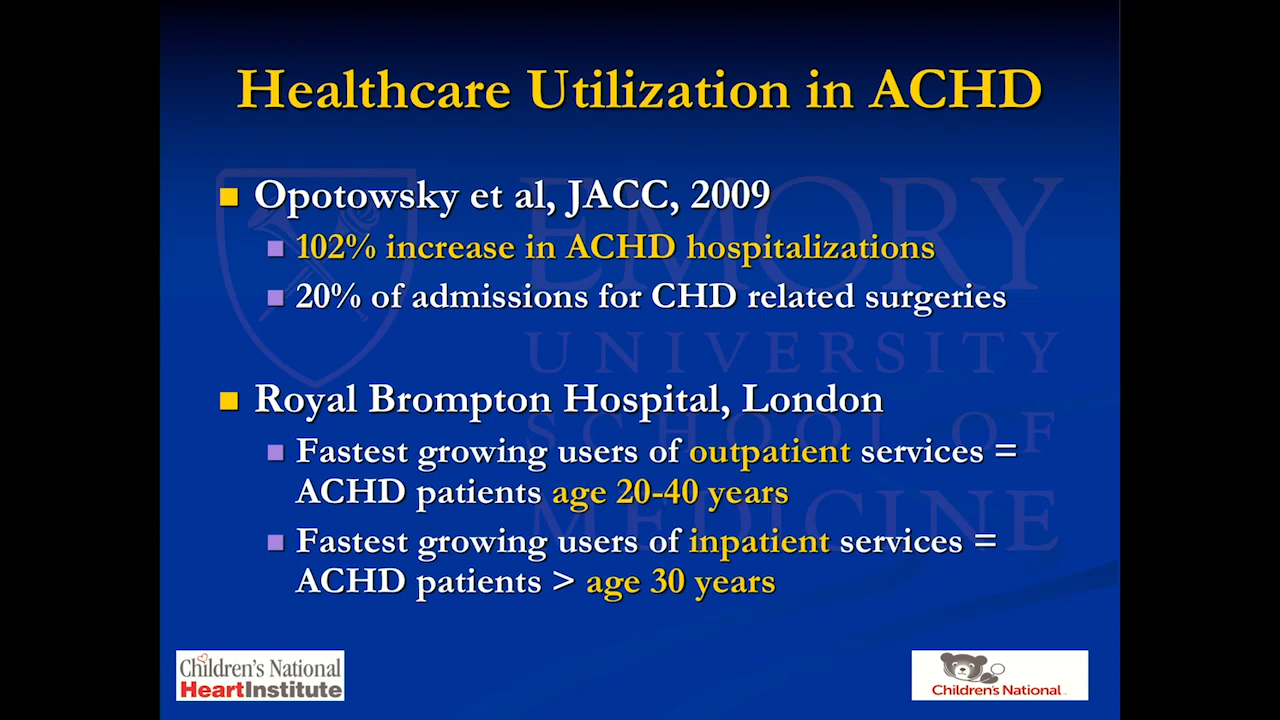 Healthcare Utilization in ACHD
Opotowsky et al, JACC, 2009
102% increase in ACHD hospitalizations
20% of admissions for CHD related surgeries
Royal Brompton Hospital, London
Fastest growing users of outpatient services =
ACHD patients age 20-40 years
Fastest growing users of inpatient services =
ACHD patients > age 30 years
EMORY
UNIVERSITY
SCHOOL OF
MEDICINE
Children's National
HeartInstitute
Children's National